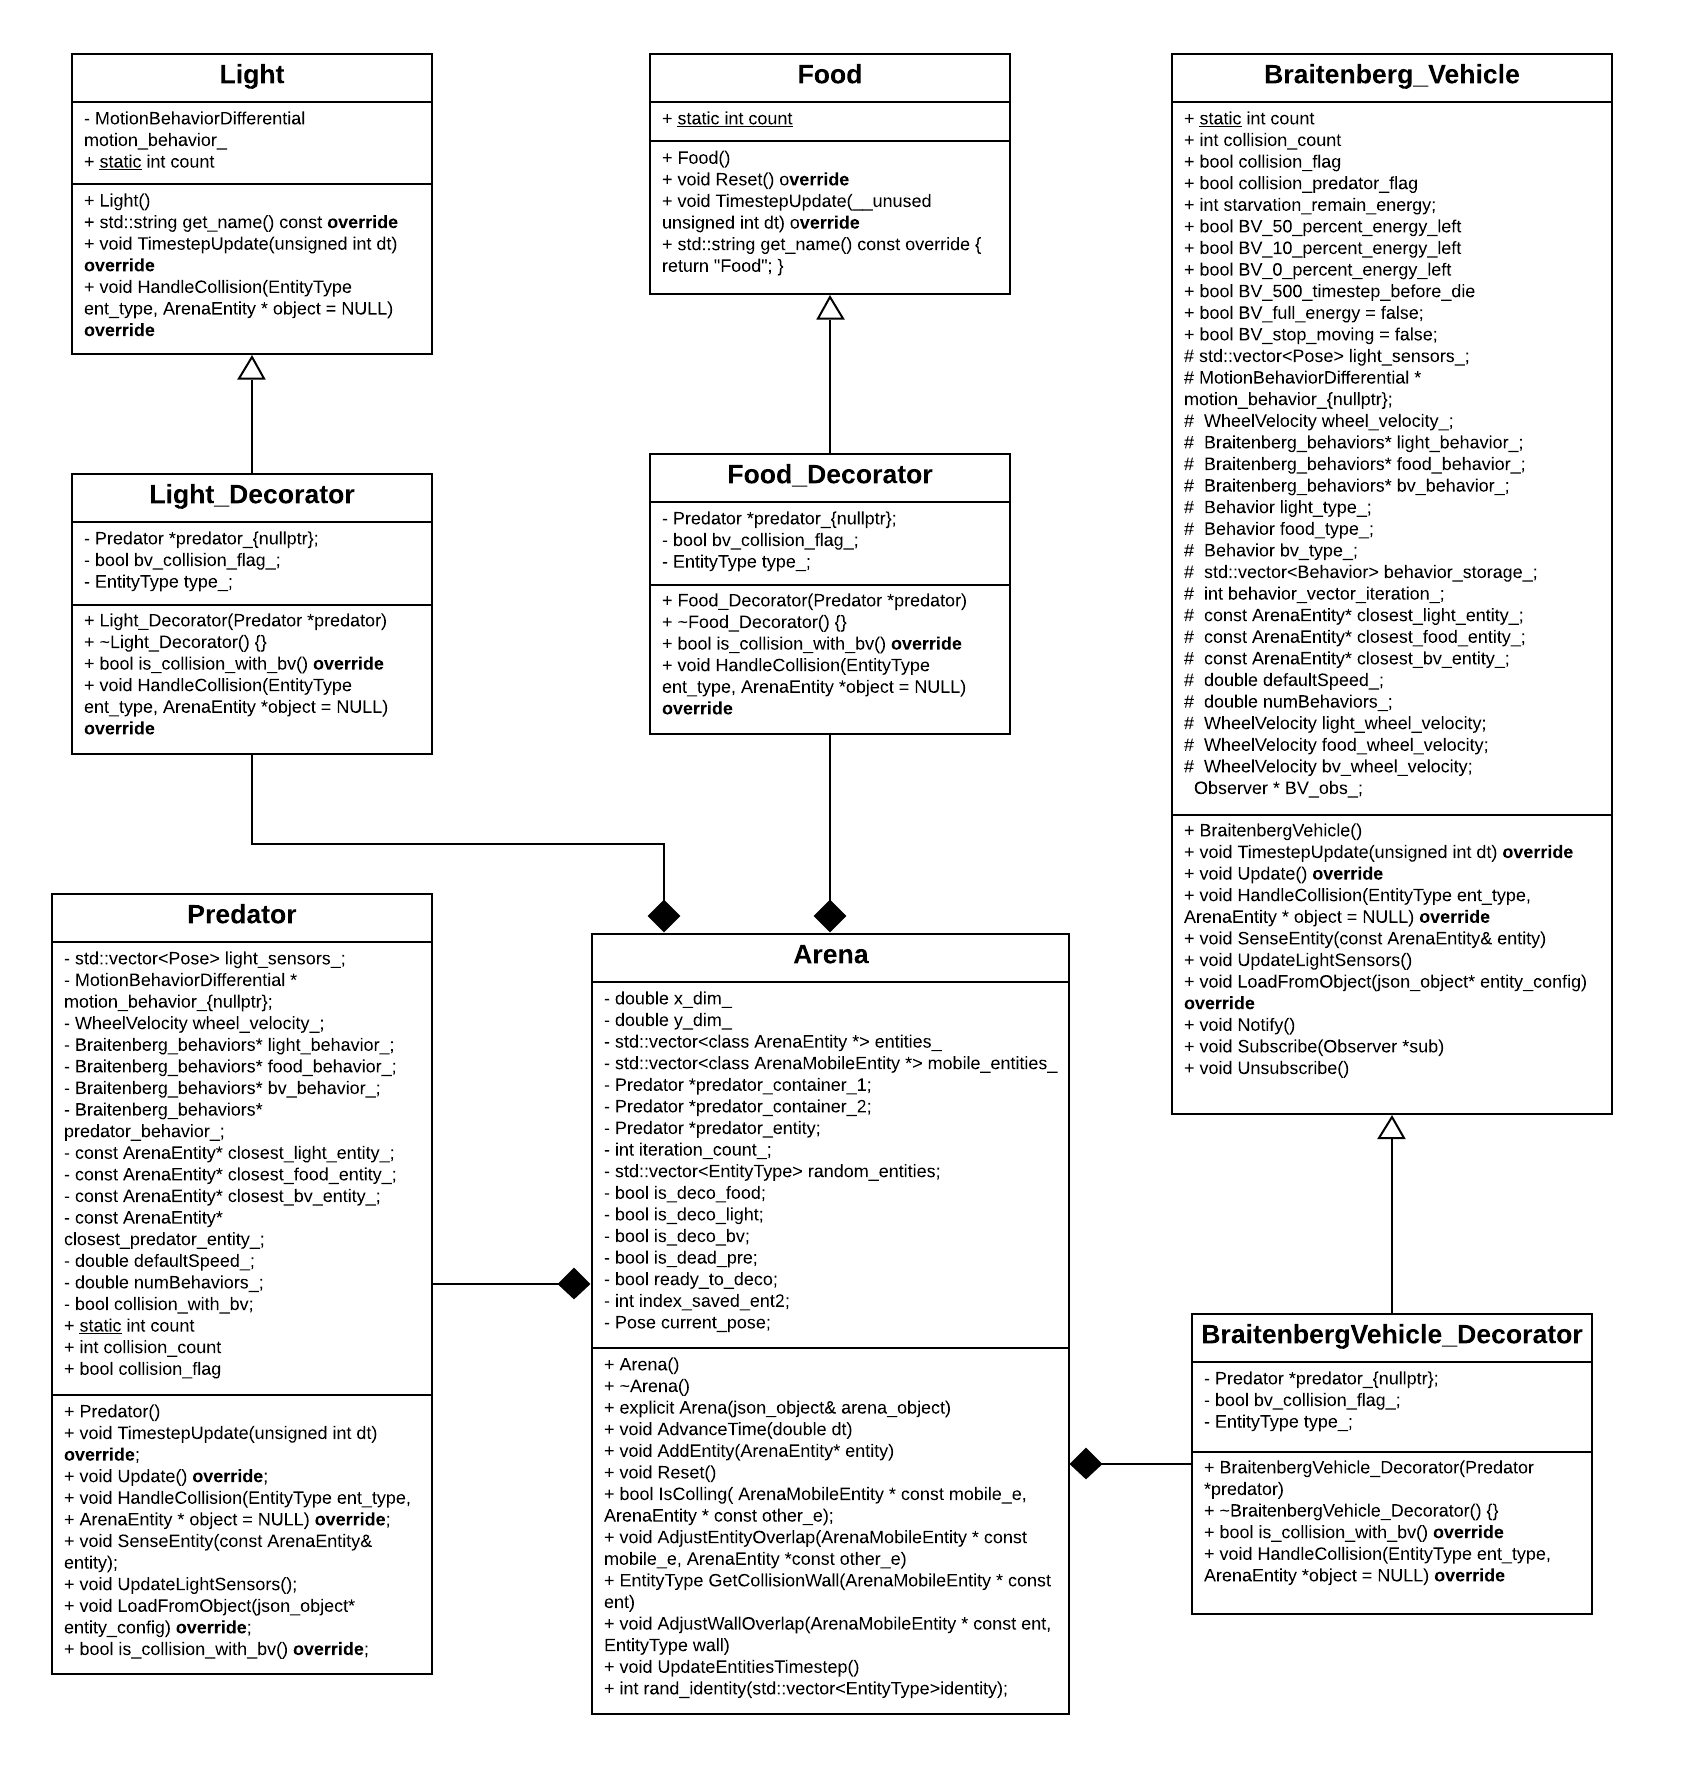 Light
- MotionBehaviorDifferential
motion_behavior_
+ static int count
+ Light()
+ std::string get_name() const override
+ void TimestepUpdate(unsigned int dt)
override
+ void HandleCollision(EntityType
ent_type, ArenaEntity * object = NULL)
override
Food
+ static int count
+ Food()
+ void Reset() override
+ void TimestepUpdate(__unused
unsigned int dt) override
+ std::string get_name() const override {
return "Food"; }
Braitenberg_Vehicle
+ static int count
+ int collision_count
+ bool collision_flag
+ bool collision_predator_flag
+ int starvation_remain_energy;
+ bool BV_50_percent_energy_left
+ bool BV_10_percent_energy_left
+ bool BV_0_percent_energy_left
+ bool BV_500_timestep_before_die
+ bool BV_full_energy = false;
+ bool BV_stop_moving = false;
# std::vector<Pose> light_sensors_;
# MotionBehaviorDifferential *
motion_behavior_{nullptr};
#  WheelVelocity wheel_velocity_;
#  Braitenberg_behaviors* light_behavior_;
#  Braitenberg_behaviors* food_behavior_;
#  Braitenberg_behaviors* bv_behavior_;
#  Behavior light_type_;
#  Behavior food_type_;
#  Behavior bv_type_;
#  std::vector<Behavior> behavior_storage_;
#  int behavior_vector_iteration_;
#  const ArenaEntity* closest_light_entity_;
#  const ArenaEntity* closest_food_entity_;
#  const ArenaEntity* closest_bv_entity_;
#  double defaultSpeed_;
#  double numBehaviors_;
#  WheelVelocity light_wheel_velocity;
#  WheelVelocity food_wheel_velocity;
#  WheelVelocity bv_wheel_velocity;
Observer * BV_obs_;
+ BraitenbergVehicle()
+ void TimestepUpdate(unsigned int dt) override
+ void Update() override
+ void HandleCollision(EntityType ent_type,
ArenaEntity * object = NULL) override
+ void SenseEntity(const ArenaEntity& entity)
+ void UpdateLightSensors()
+ void LoadFromObject(json_object* entity_config)
override
+ void Notify()
+ void Subscribe(Observer *sub)
+ void Unsubscribe()
Light_Decorator
- Predator *predator_{nullptr};
- bool bv_collision_flag_;
- EntityType type_;
+ Light_Decorator(Predator *predator)
+ ~Light_Decorator() {}
+ bool is_collision_with_bv() override
+ void HandleCollision(EntityType
ent_type, ArenaEntity *object = NULL)
override
Food_Decorator
- Predator *predator_{nullptr};
- bool bv_collision_flag_;
- EntityType type_;
+ Food_Decorator(Predator *predator)
+ ~Food_Decorator() {}
+ bool is_collision_with_bv() override
+ void HandleCollision(EntityType
ent_type, ArenaEntity *object = NULL)
override
Predator
- std::vector<Pose> light_sensors_;
- MotionBehaviorDifferential *
motion_behavior_{nullptr};
- WheelVelocity wheel_velocity_;
- Braitenberg_behaviors* light_behavior_;
- Braitenberg_behaviors* food_behavior_;
- Braitenberg_behaviors* bv_behavior_;
- Braitenberg_behaviors*
predator_behavior_;
- const ArenaEntity* closest_light_entity_;
- const ArenaEntity* closest_food_entity_;
- const ArenaEntity* closest_bv_entity_;
- const ArenaEntity*
closest_predator_entity_;
- double defaultSpeed_;
- double numBehaviors_;
- bool collision_with_bv;
+ static int count
+ int collision_count
+ bool collision_flag
+ Predator()
+ void TimestepUpdate(unsigned int dt)
override;
+ void Update() override;
+ void HandleCollision(EntityType ent_type,
+ ArenaEntity * object = NULL) override;
+ void SenseEntity(const ArenaEntity&
entity);
+ void UpdateLightSensors();
+ void LoadFromObject(json_object*
entity_config) override;
+ bool is_collision_with_bv() override;
Arena
- double x_dim_
- double y_dim_
- std::vector<class ArenaEntity *> entities_
- std::vector<class ArenaMobileEntity *> mobile_entities_
- Predator *predator_container_1;
- Predator *predator_container_2;
- Predator *predator_entity;
- int iteration_count_;
- std::vector<EntityType> random_entities;
- bool is_deco_food;
- bool is_deco_light;
- bool is_deco_bv;
- bool is_dead_pre;
- bool ready_to_deco;
- int index_saved_ent2;
- Pose current_pose;
+ Arena()
+ ~Arena()
+ explicit Arena(json_object& arena_object)
+ void AdvanceTime(double dt)
+ void AddEntity(ArenaEntity* entity)
+ void Reset()
+ bool IsColling( ArenaMobileEntity * const mobile_e,
ArenaEntity * const other_e);
+ void AdjustEntityOverlap(ArenaMobileEntity * const
mobile_e, ArenaEntity *const other_e)
+ EntityType GetCollisionWall(ArenaMobileEntity * const
ent)
+ void AdjustWallOverlap(ArenaMobileEntity * const ent,
EntityType wall)
+ void UpdateEntitiesTimestep()
+ int rand_identity(std::vector<EntityType>identity);
BraitenbergVehicle_Decorator
- Predator *predator_{nullptr};
- bool bv_collision_flag_;
- EntityType type_;
+ BraitenbergVehicle_Decorator(Predator
*predator)
+ ~BraitenbergVehicle_Decorator() {}
+ bool is_collision_with_bv() override
+ void HandleCollision(EntityType ent_type,
ArenaEntity *object = NULL) override